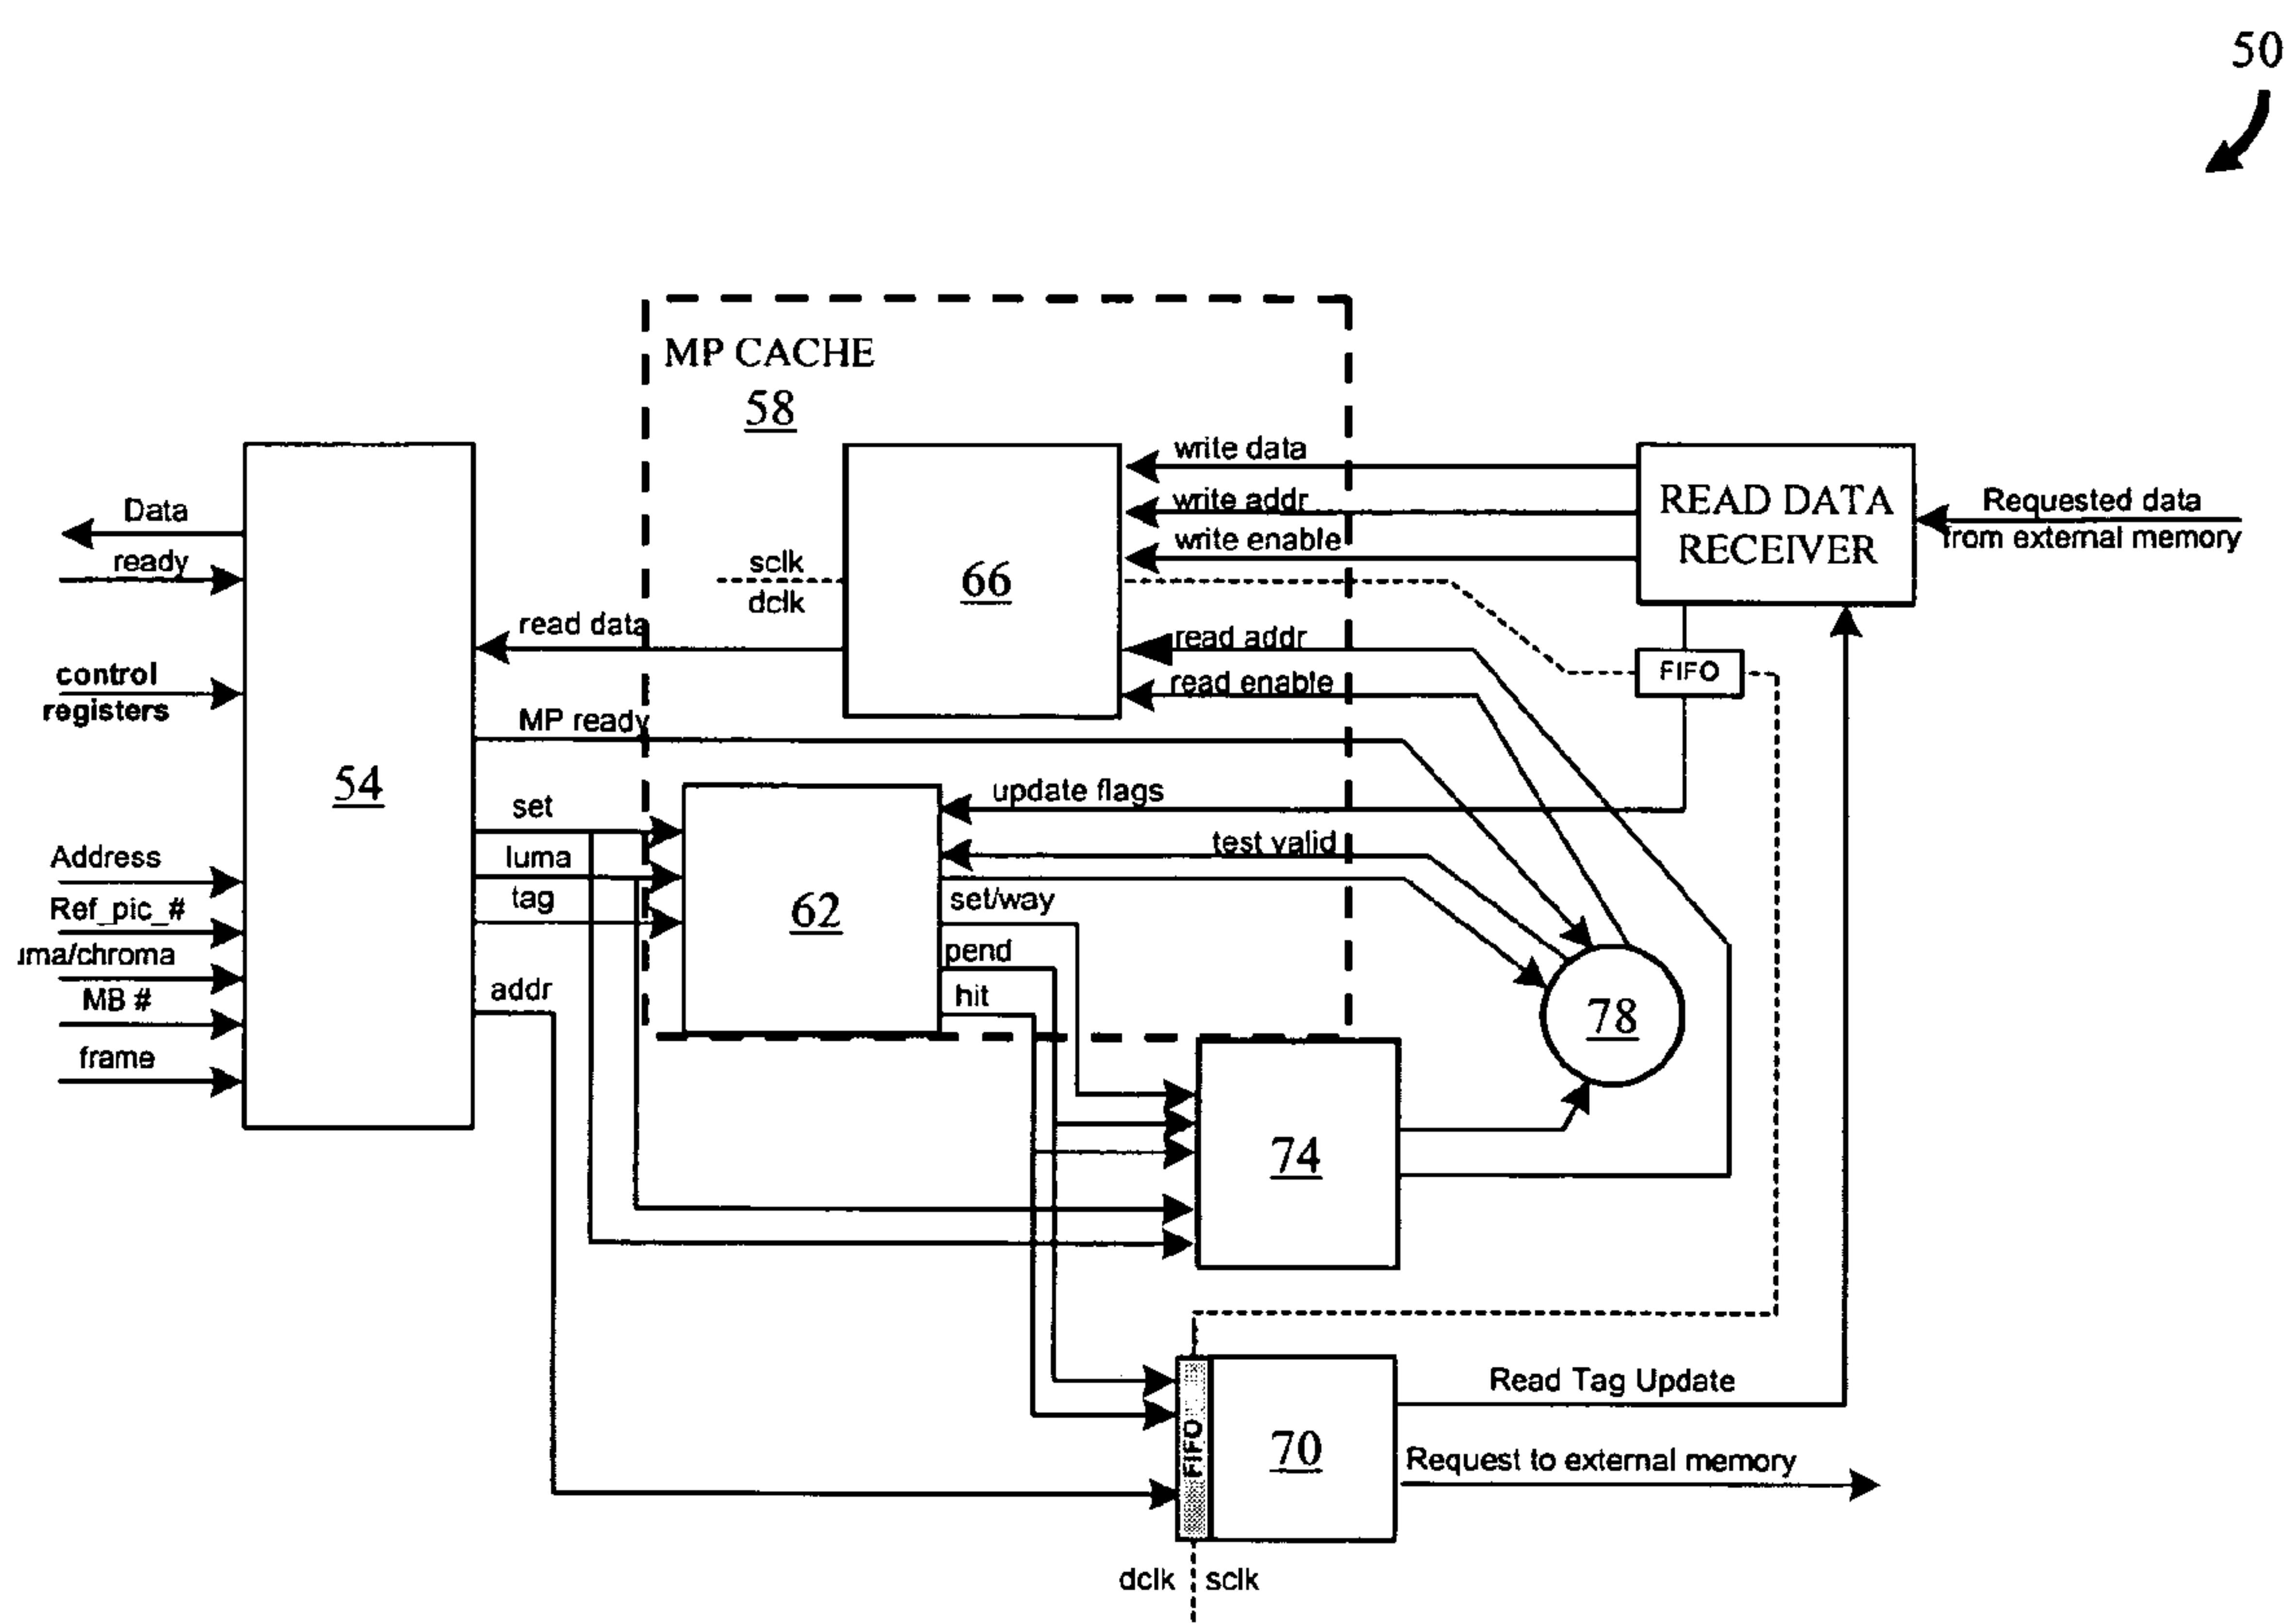 50
MP CACHE
58
write data
write addr
write enable
READ DATA
RECEIVER
Requested data
from external memory
Data
ready
sclk
dclk
66
read data
read addr
read enable
FIFO
control
registers
MP ready
54
set
luma
tag
update flags
test valid
62
set/way
pend
hit
Address
Ref_pic_#
uma/chroma
MB #
frame
addr
78
74
Read Tag Update
FIFO
70
Request to external memory
dclk
sclk